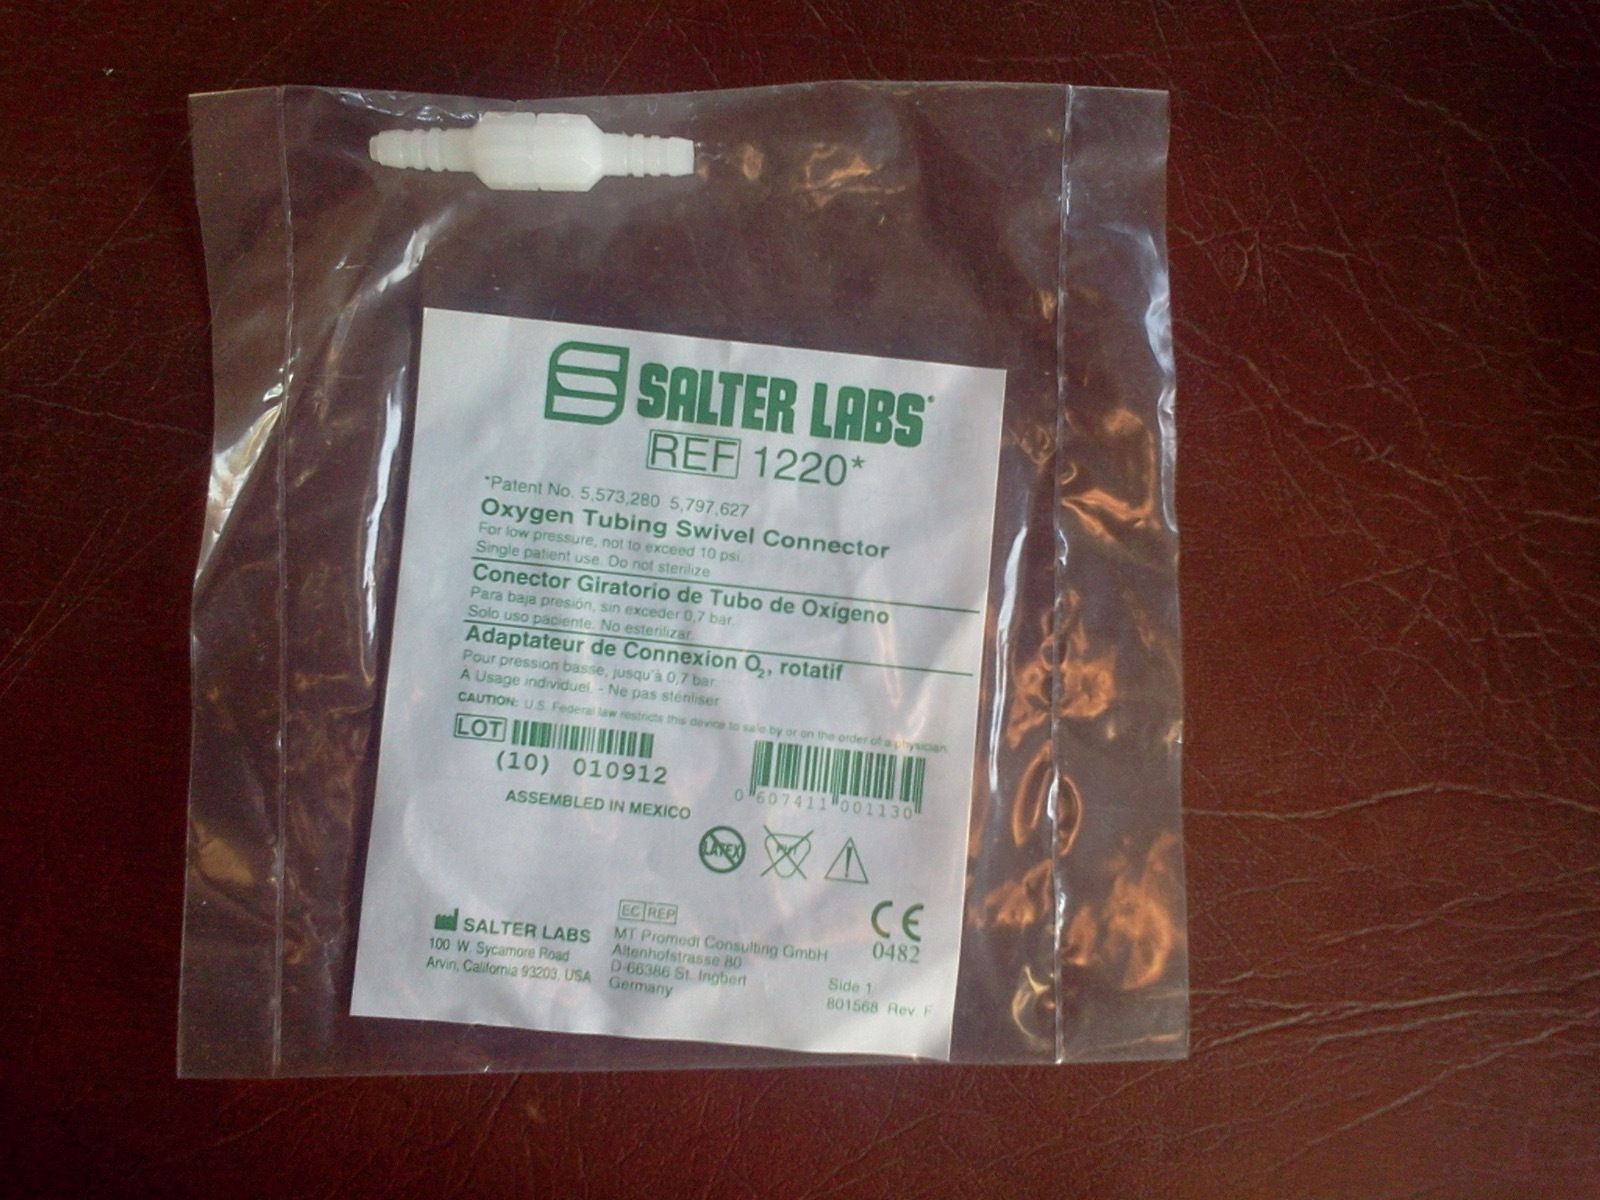 SALTER LABS
REF 1220*
*Patent No. 5,573,280 5,797,627
Oxygen Tubing Swivel Connector
For low pressure, not to exceed 10 psi.
Single patient use. Do not sterilize
Conector Giratorio de Tubo de Oxígeno
Para baja presión, sin exceder 0,7 bar.
Solo uso paciente. No esterilizar.
Adaptateur de Connexion O₂, rotatif
Pour pression basse, jusqu'à 0,7 bar.
A Usage individuel. - Ne pas stériliser
CAUTION: U.S. Federal law restricts this device to sale by or on the order of a physician.
LOT
(10) 010912
0 607411 001130
ASSEMBLED IN MEXICO
LATEX
!
SALTER LABS
100 W. Sycamore Road
Arvin, California 93203, USA
EC REP
MT Promedt Consulting GmbH
Altenhofstrasse 80
D-66386 St. Ingbert
Germany
CE
0482
Side 1
801568 Rev. F